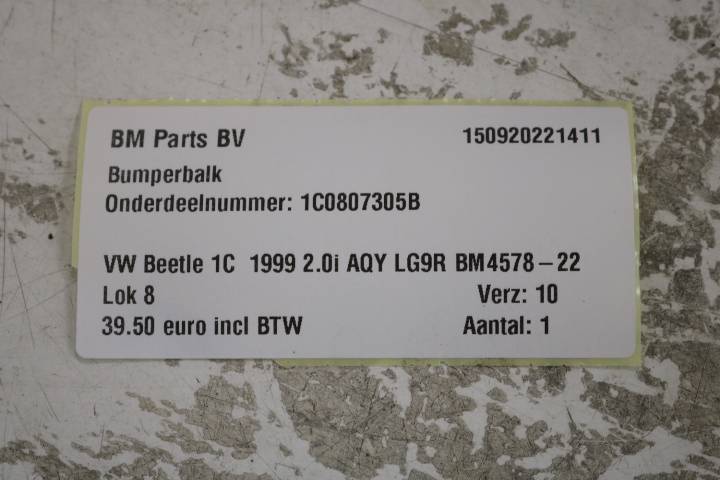 BM Parts BV 150920221411
Bumperbalk
Onderdeelnummer: 1C0807305B
VW Beetle 1C 1999 2.0i AQY LG9R BM4578-22
Lok 8 Verz: 10
39.50 euro incl BTW Aantal: 1